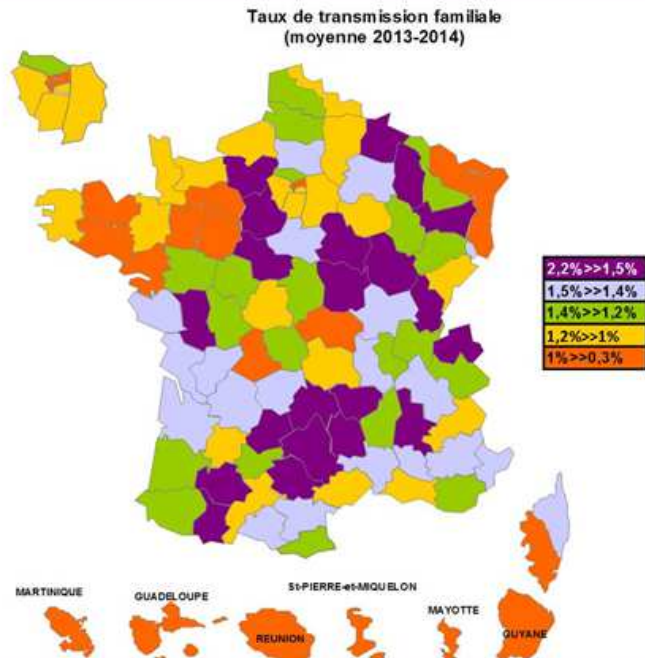 Taux de transmission familiale
(moyenne 2013-2014)
2,2%>>1,5%
1,5%>>1,4%
1,4%>>1,2%
1,2%>>1%
1%>>0,3%
MARTINIQUE
GUADELOUPE
St-PIERRE-et-MIQUELON
MAYOTTE
REUNION
GUYANE